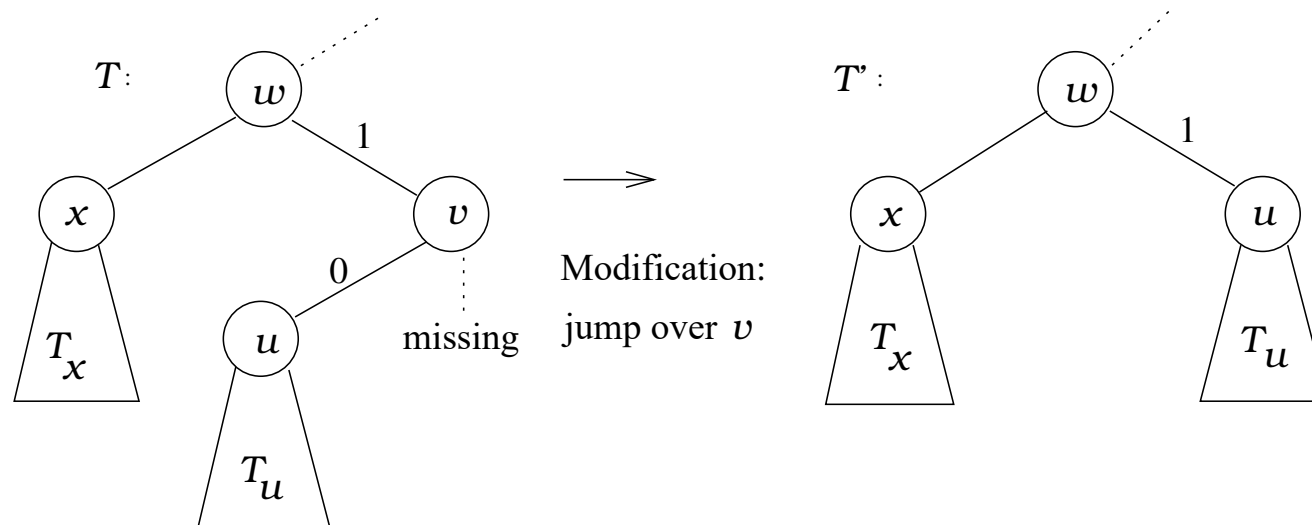 T :
w
1
x
v
0
u
missing
T_x
T_u
Modification:
jump over v
T' :
w
1
x
u
T_x
T_u